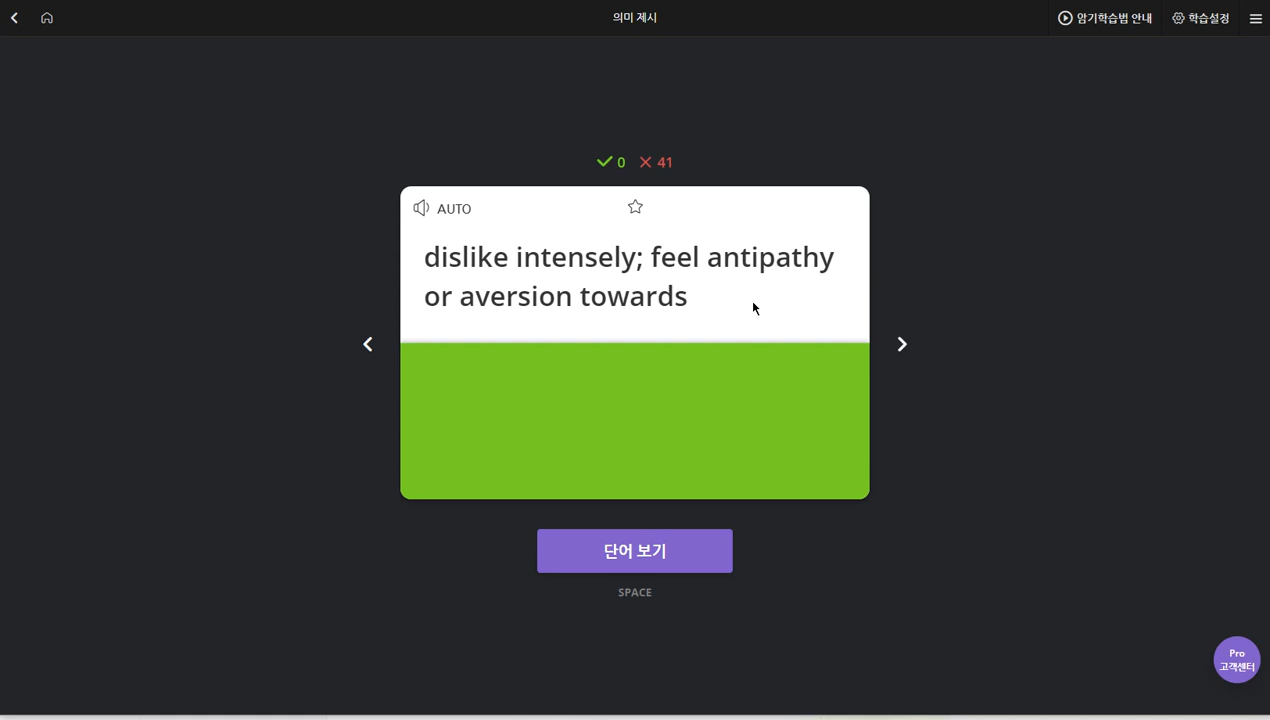 의미 제시
암기학습법 안내
학습설정
0 41
AUTO
dislike intensely; feel antipathy
or aversion towards
단어 보기
SPACE
Pro
고객센터